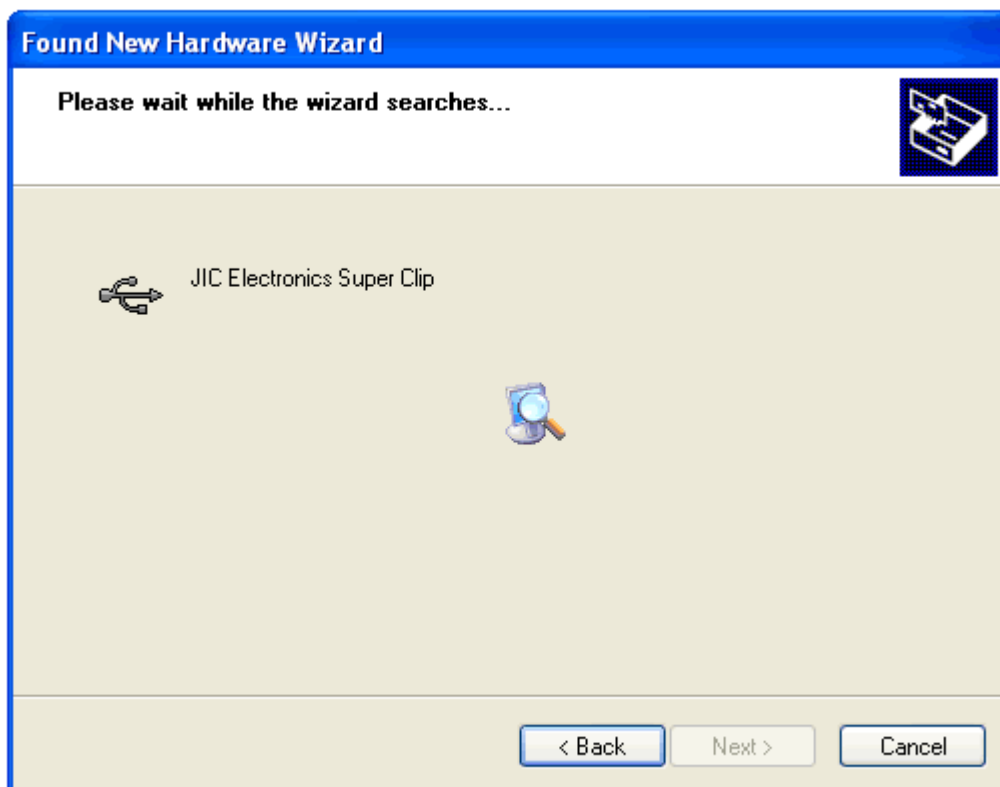 Found New Hardware Wizard
Please wait while the wizard searches...
JIC Electronics Super Clip
< Back
Next >
Cancel